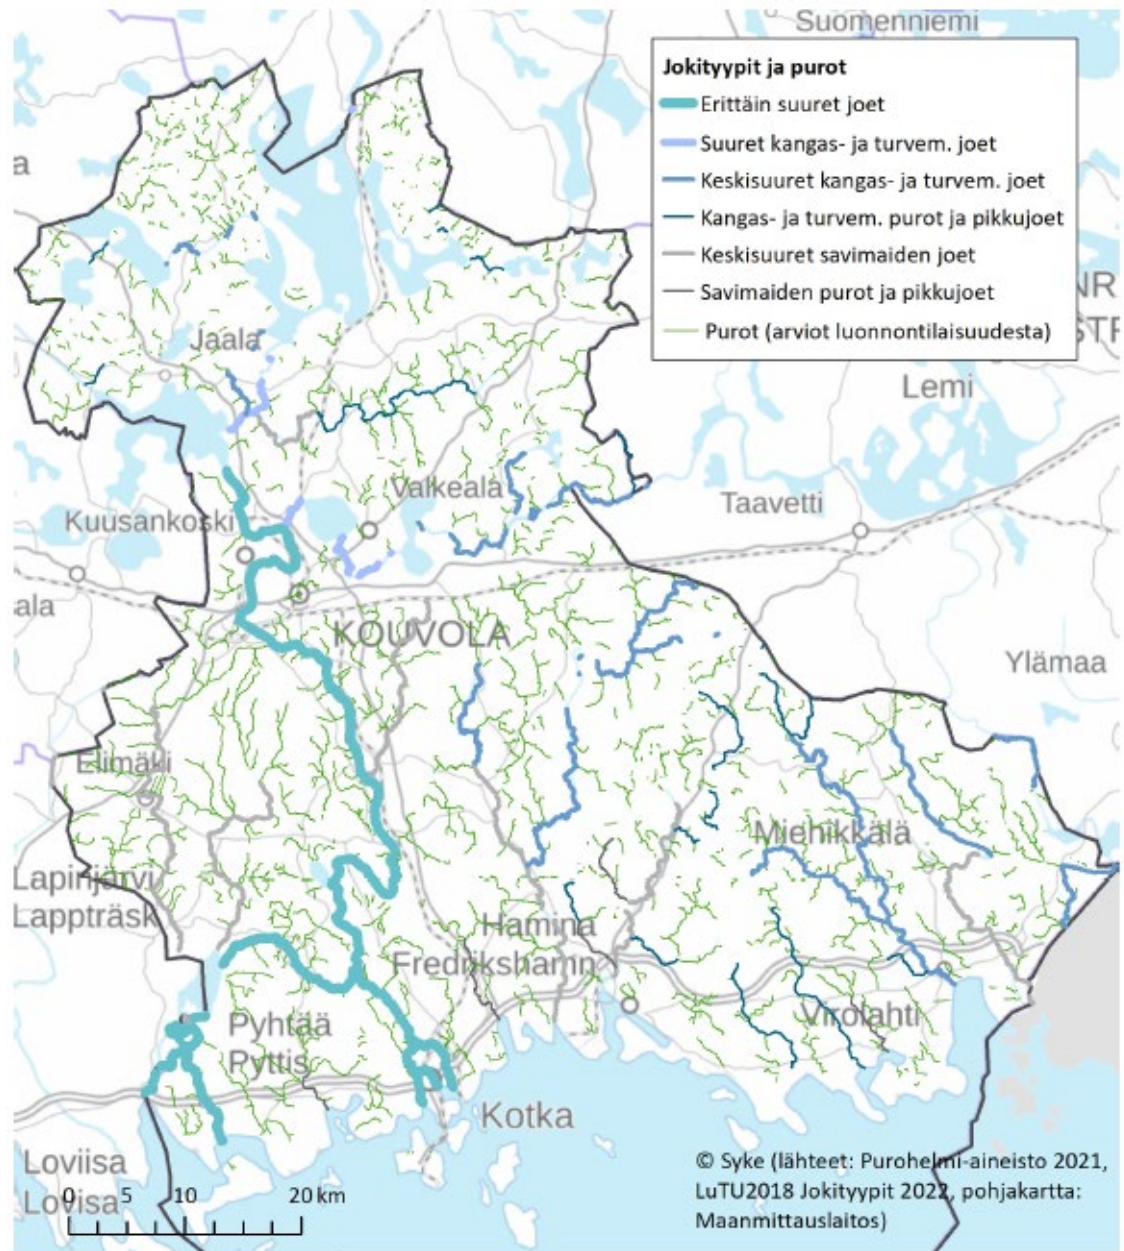 Suomenniemi
Jokityypit ja purot
Erittäin suuret joet
Suuret kangas- ja turvem. joet
Keskisuuret kangas- ja turvem. joet
Kangas- ja turvem. purot ja pikkujoet
Keskisuuret savimaiden joet
Savimaiden purot ja pikkujoet
Purot (arviot luonnontilaisuudesta)
a
NR
STR
Jaala
Lemi
Valkeala
Taavetti
Kuusankoski
ala
KOUVOLA
Ylämaa
Elimäki
Miehikkälä
Lapinjärvi
Lappträsk
Hamina
Fredrikshamn
Pyhtää
Pyttis
Virolahti
Kotka
Loviisa
Lovisa
0 5 10 20 km
© Syke (lähteet: Purohelmi-aineisto 2021,
LuTU2018 Jokityypit 2022, pohjakartta:
Maanmittauslaitos)